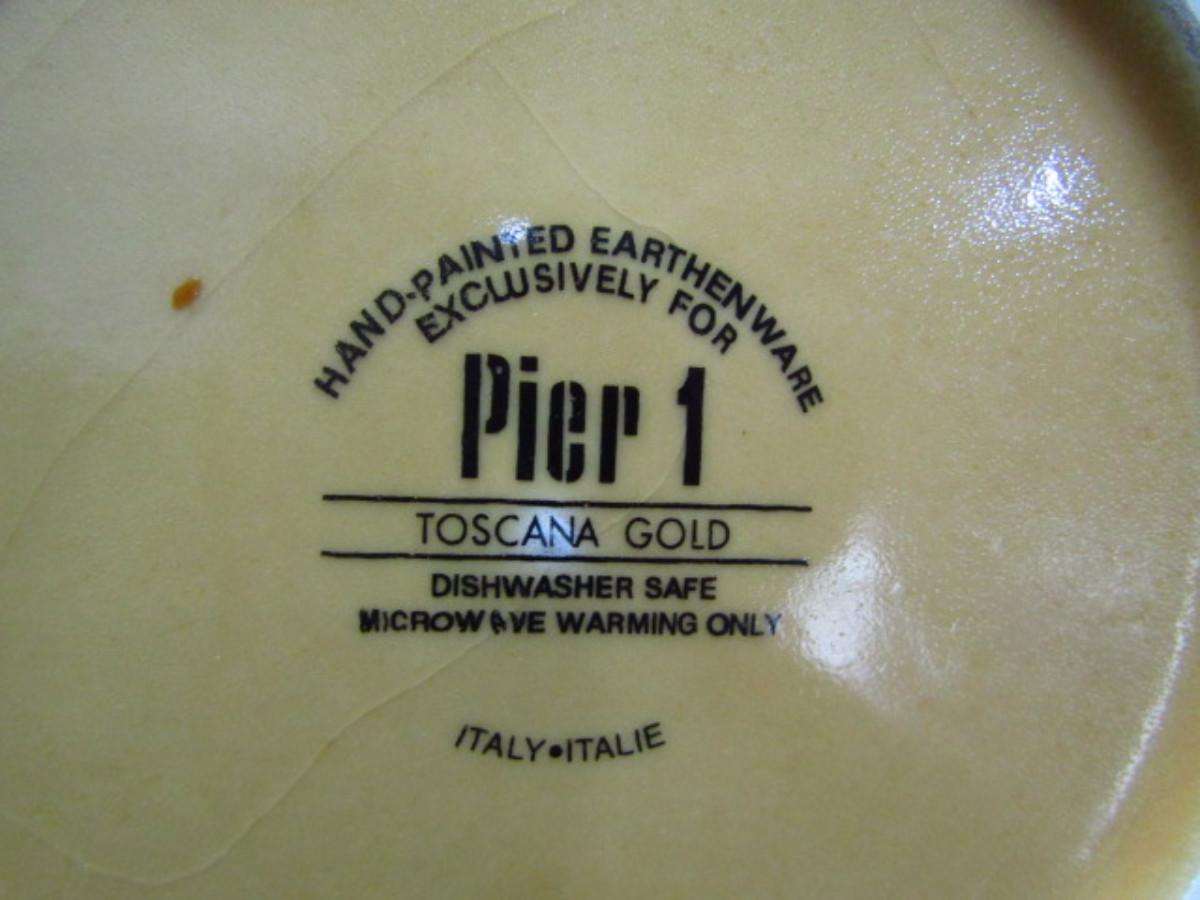 HAND-PAINTED EARTHENWARE
EXCLUSIVELY FOR
Pier 1
TOSCANA GOLD
DISHWASHER SAFE
MICROWAVE WARMING ONLY
ITALY•ITALIE